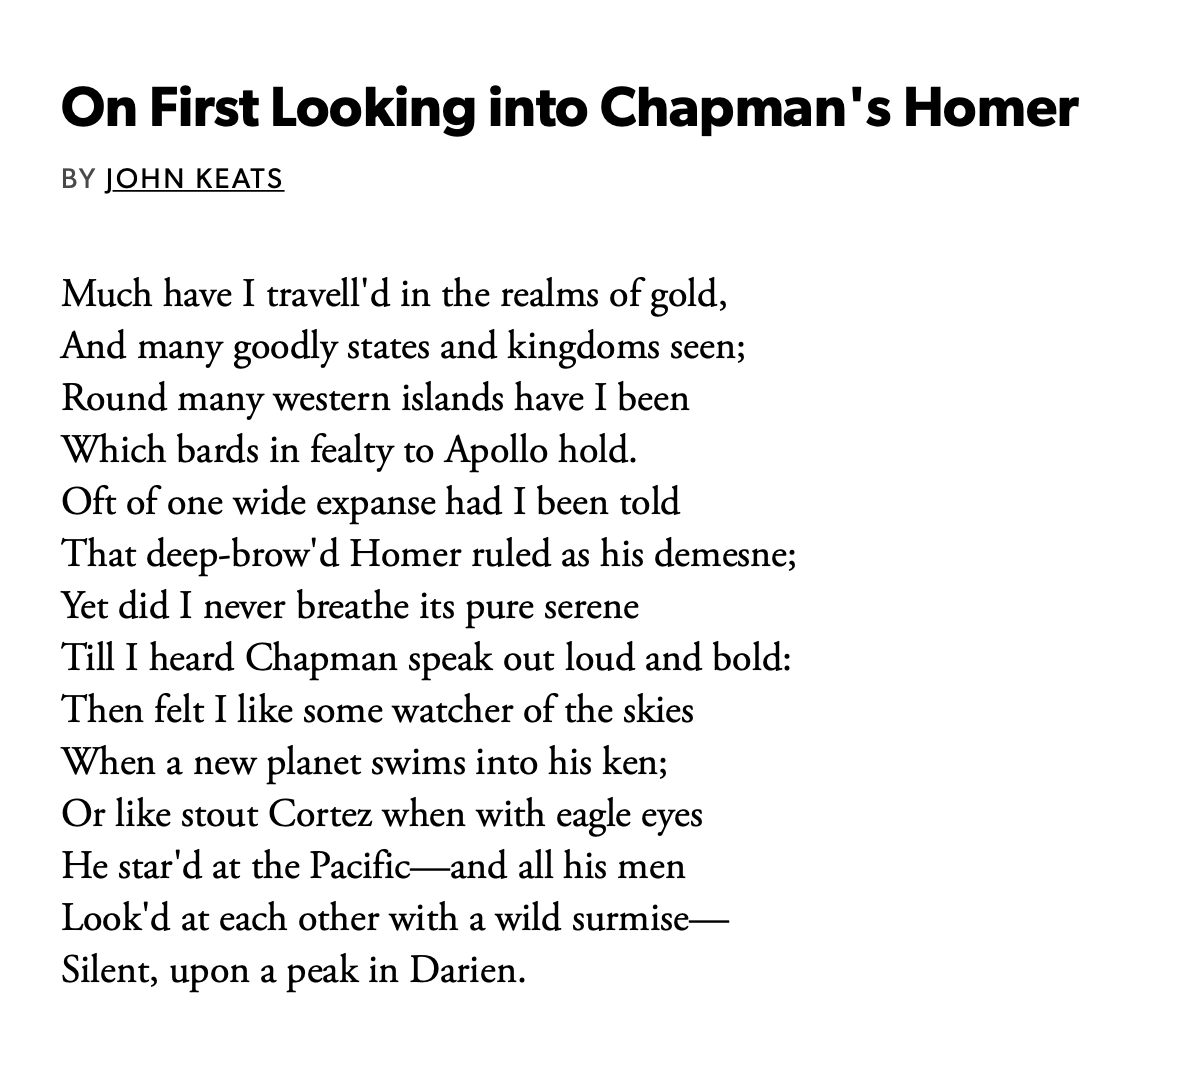 On First Looking into Chapman's Homer
BY JOHN KEATS
Much have I travell'd in the realms of gold,
And many goodly states and kingdoms seen;
Round many western islands have I been
Which bards in fealty to Apollo hold.
Oft of one wide expanse had I been told
That deep-brow'd Homer ruled as his demesne;
Yet did I never breathe its pure serene
Till I heard Chapman speak out loud and bold:
Then felt I like some watcher of the skies
When a new planet swims into his ken;
Or like stout Cortez when with eagle eyes
He star'd at the Pacific—and all his men
Look'd at each other with a wild surmise—
Silent, upon a peak in Darien.